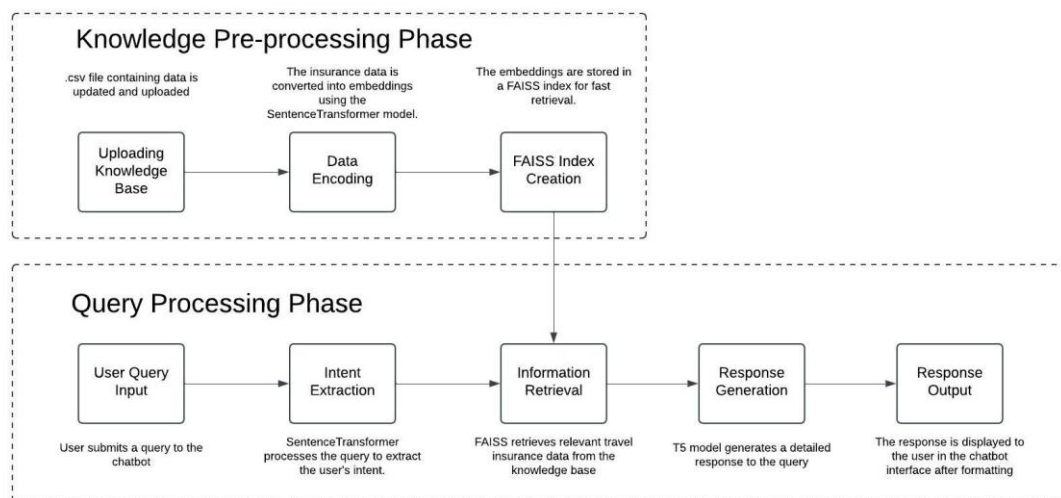 Knowledge Pre-processing Phase
.csv file containing data is
updated and uploaded
The insurance data is
converted into embeddings
using the
SentenceTransformer model.
The embeddings are stored in
a FAISS index for fast
retrieval.
Uploading
Knowledge
Base
Data
Encoding
FAISS Index
Creation
Query Processing Phase
User Query
Input
Intent
Extraction
Information
Retrieval
Response
Generation
Response
Output
User submits a query to the
chatbot
SentenceTransformer
processes the query to extract
the user's intent.
FAISS retrieves relevant travel
insurance data from the
knowledge base
T5 model generates a detailed
response to the query
The response is displayed to
the user in the chatbot
interface after formatting